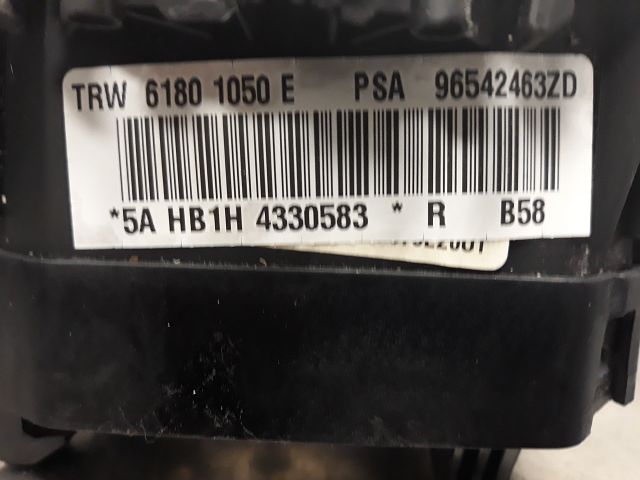 TRW 6180 1050 E PSA 96542463ZD
*5A HB1H 4330583 * R B58